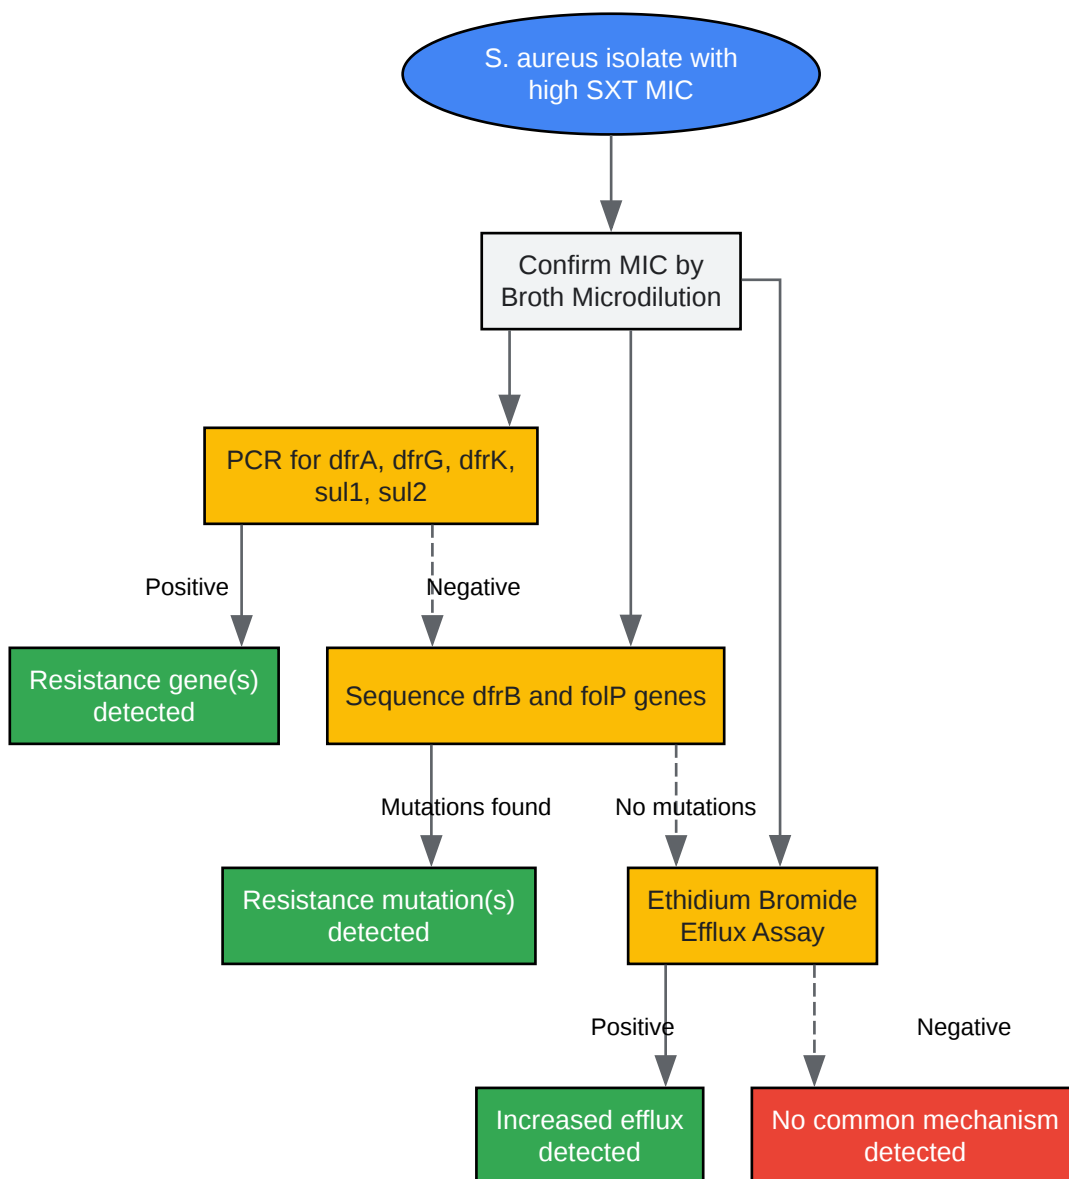 S. aureus isolate with
high SXT MIC
Confirm MIC by
Broth Microdilution
PCR for dfrA, dfrG, dfrK,
sul1, sul2
Positive
Negative
Resistance gene(s)
detected
Sequence dfrB and folP genes
Mutations found
No mutations
Resistance mutation(s)
detected
Ethidium Bromide
Efflux Assay
Positive
Negative
Increased efflux
detected
No common mechanism
detected